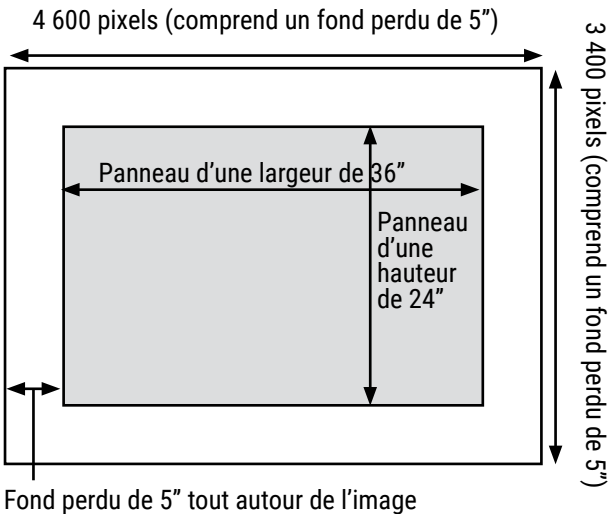 4 600 pixels (comprend un fond perdu de 5”)
3 400 pixels (comprend un fond perdu de 5”)
Panneau d’une largeur de 36”
Panneau
d’une
hauteur
de 24”
Fond perdu de 5” tout autour de l’image